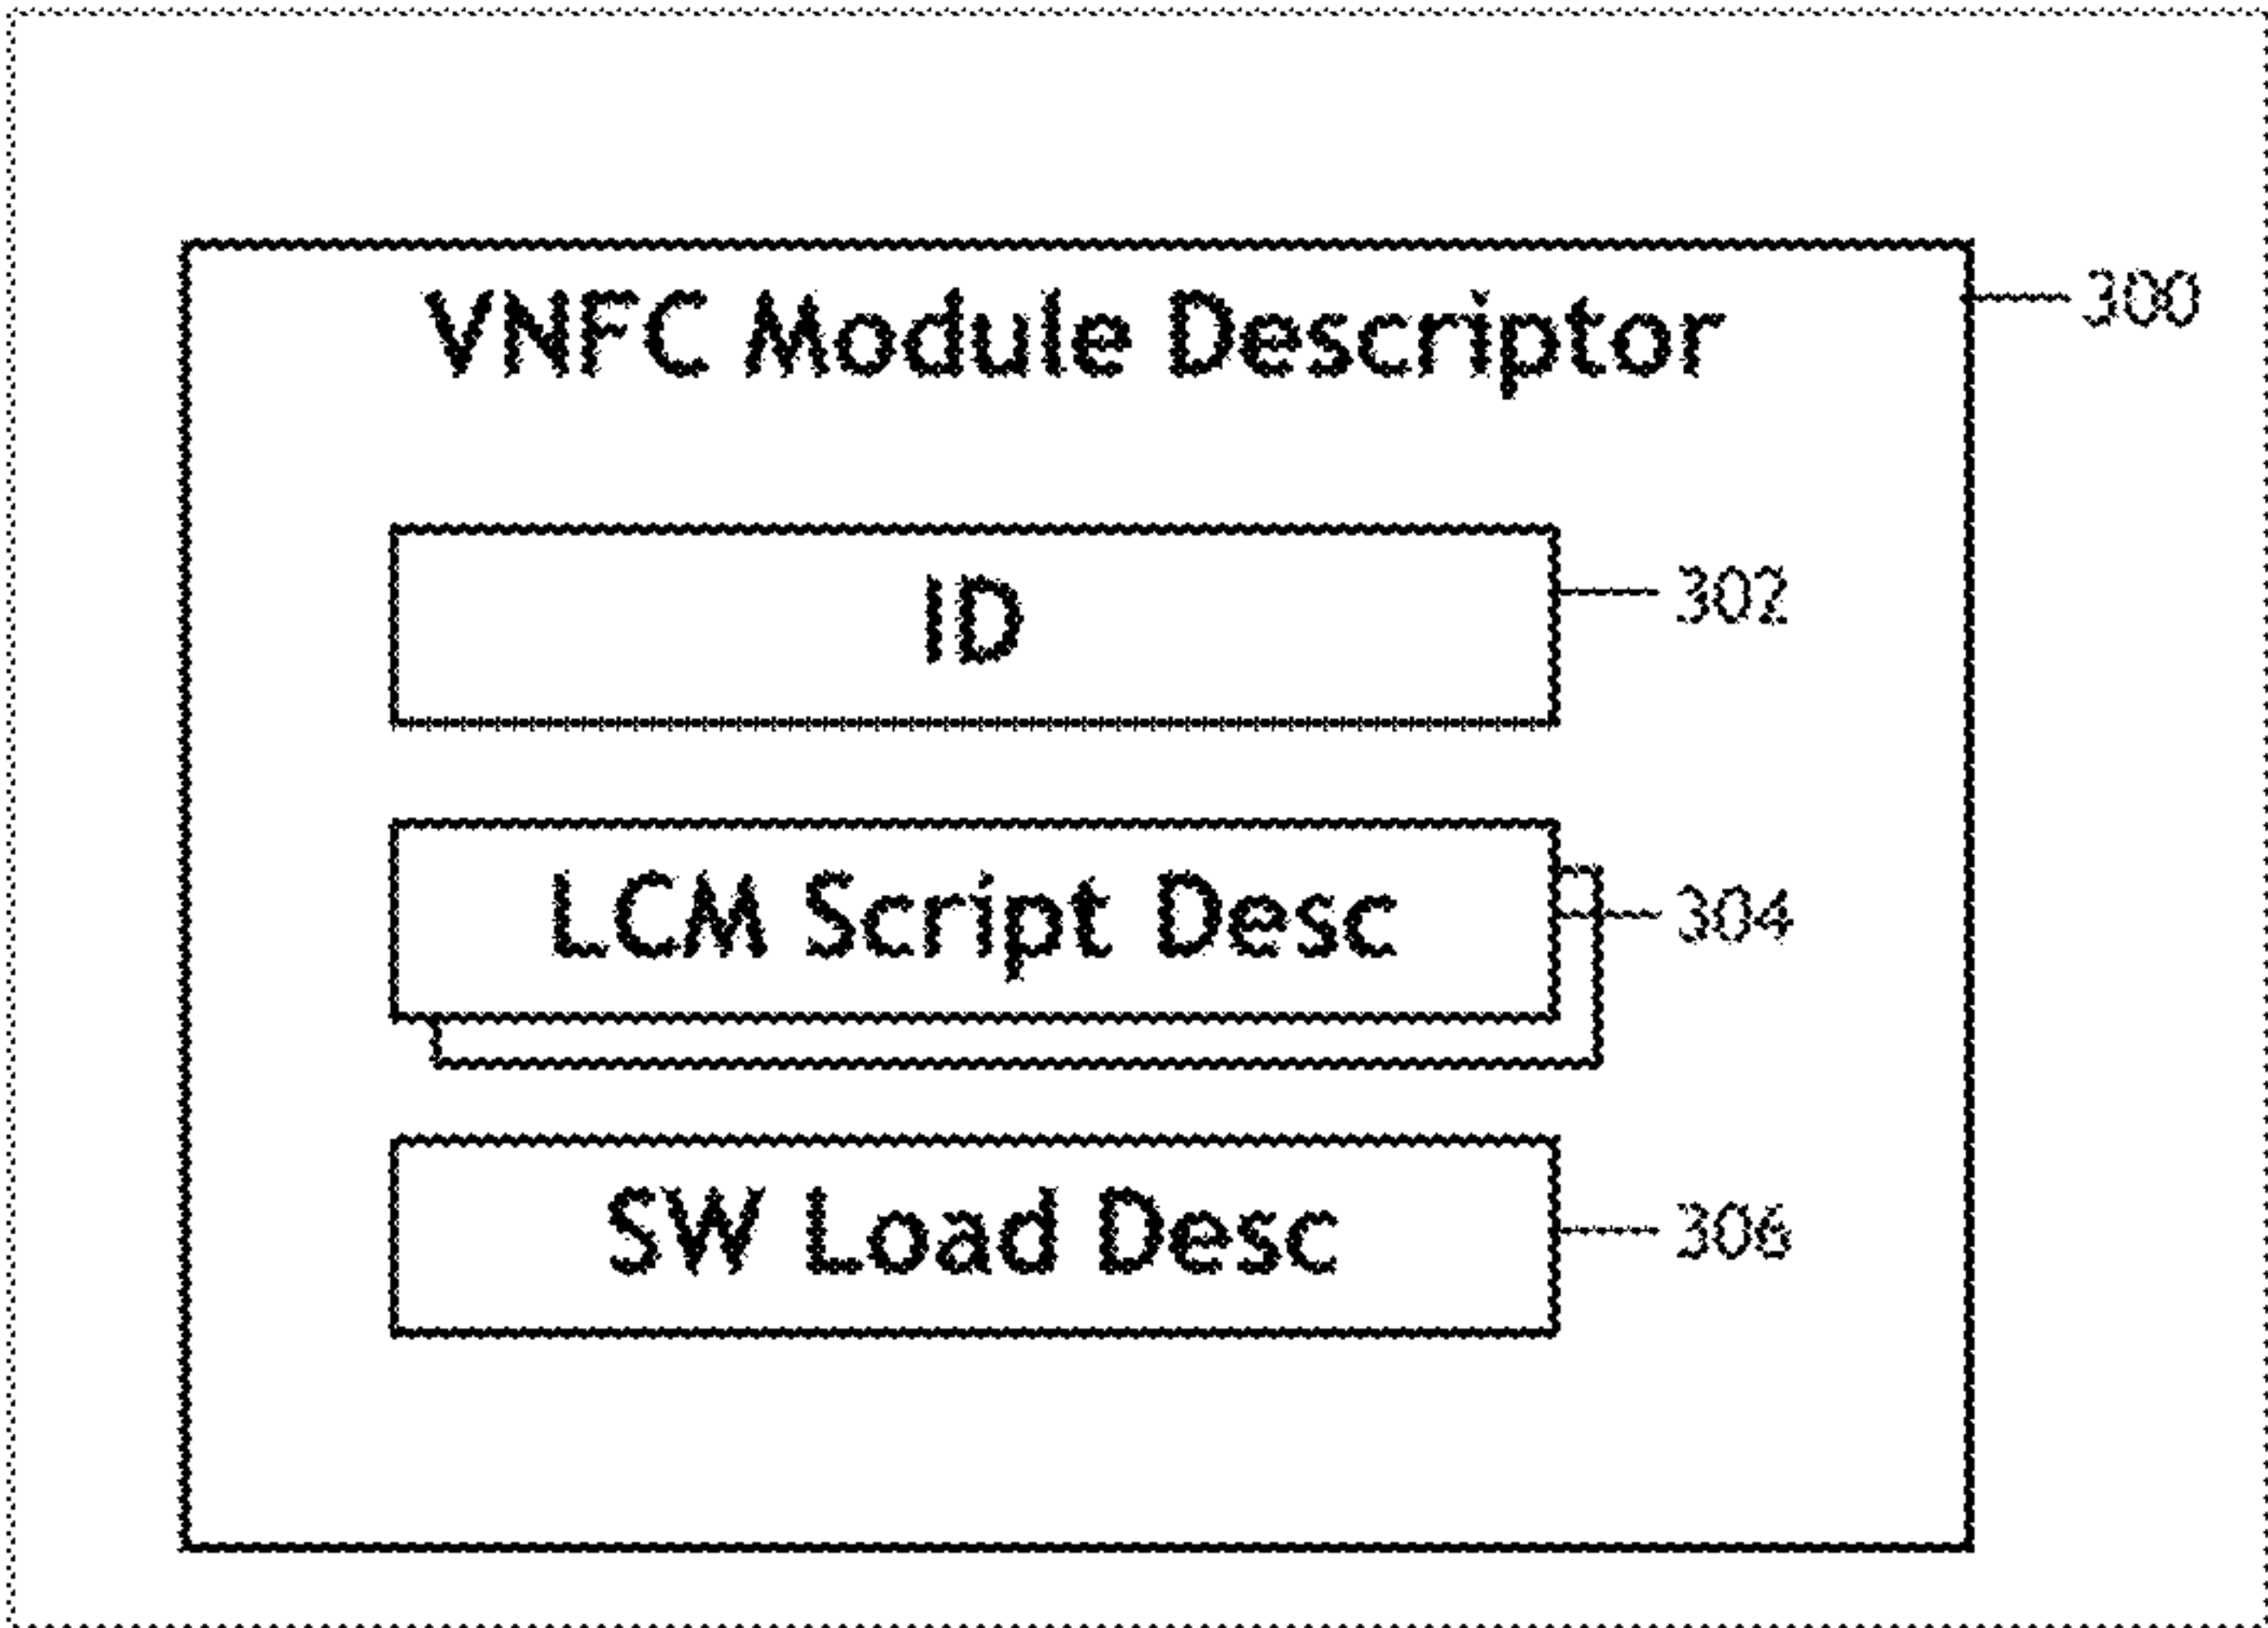 VNFC Module Descriptor
300
ID
302
LCM Script Desc
304
SW Load Desc
306